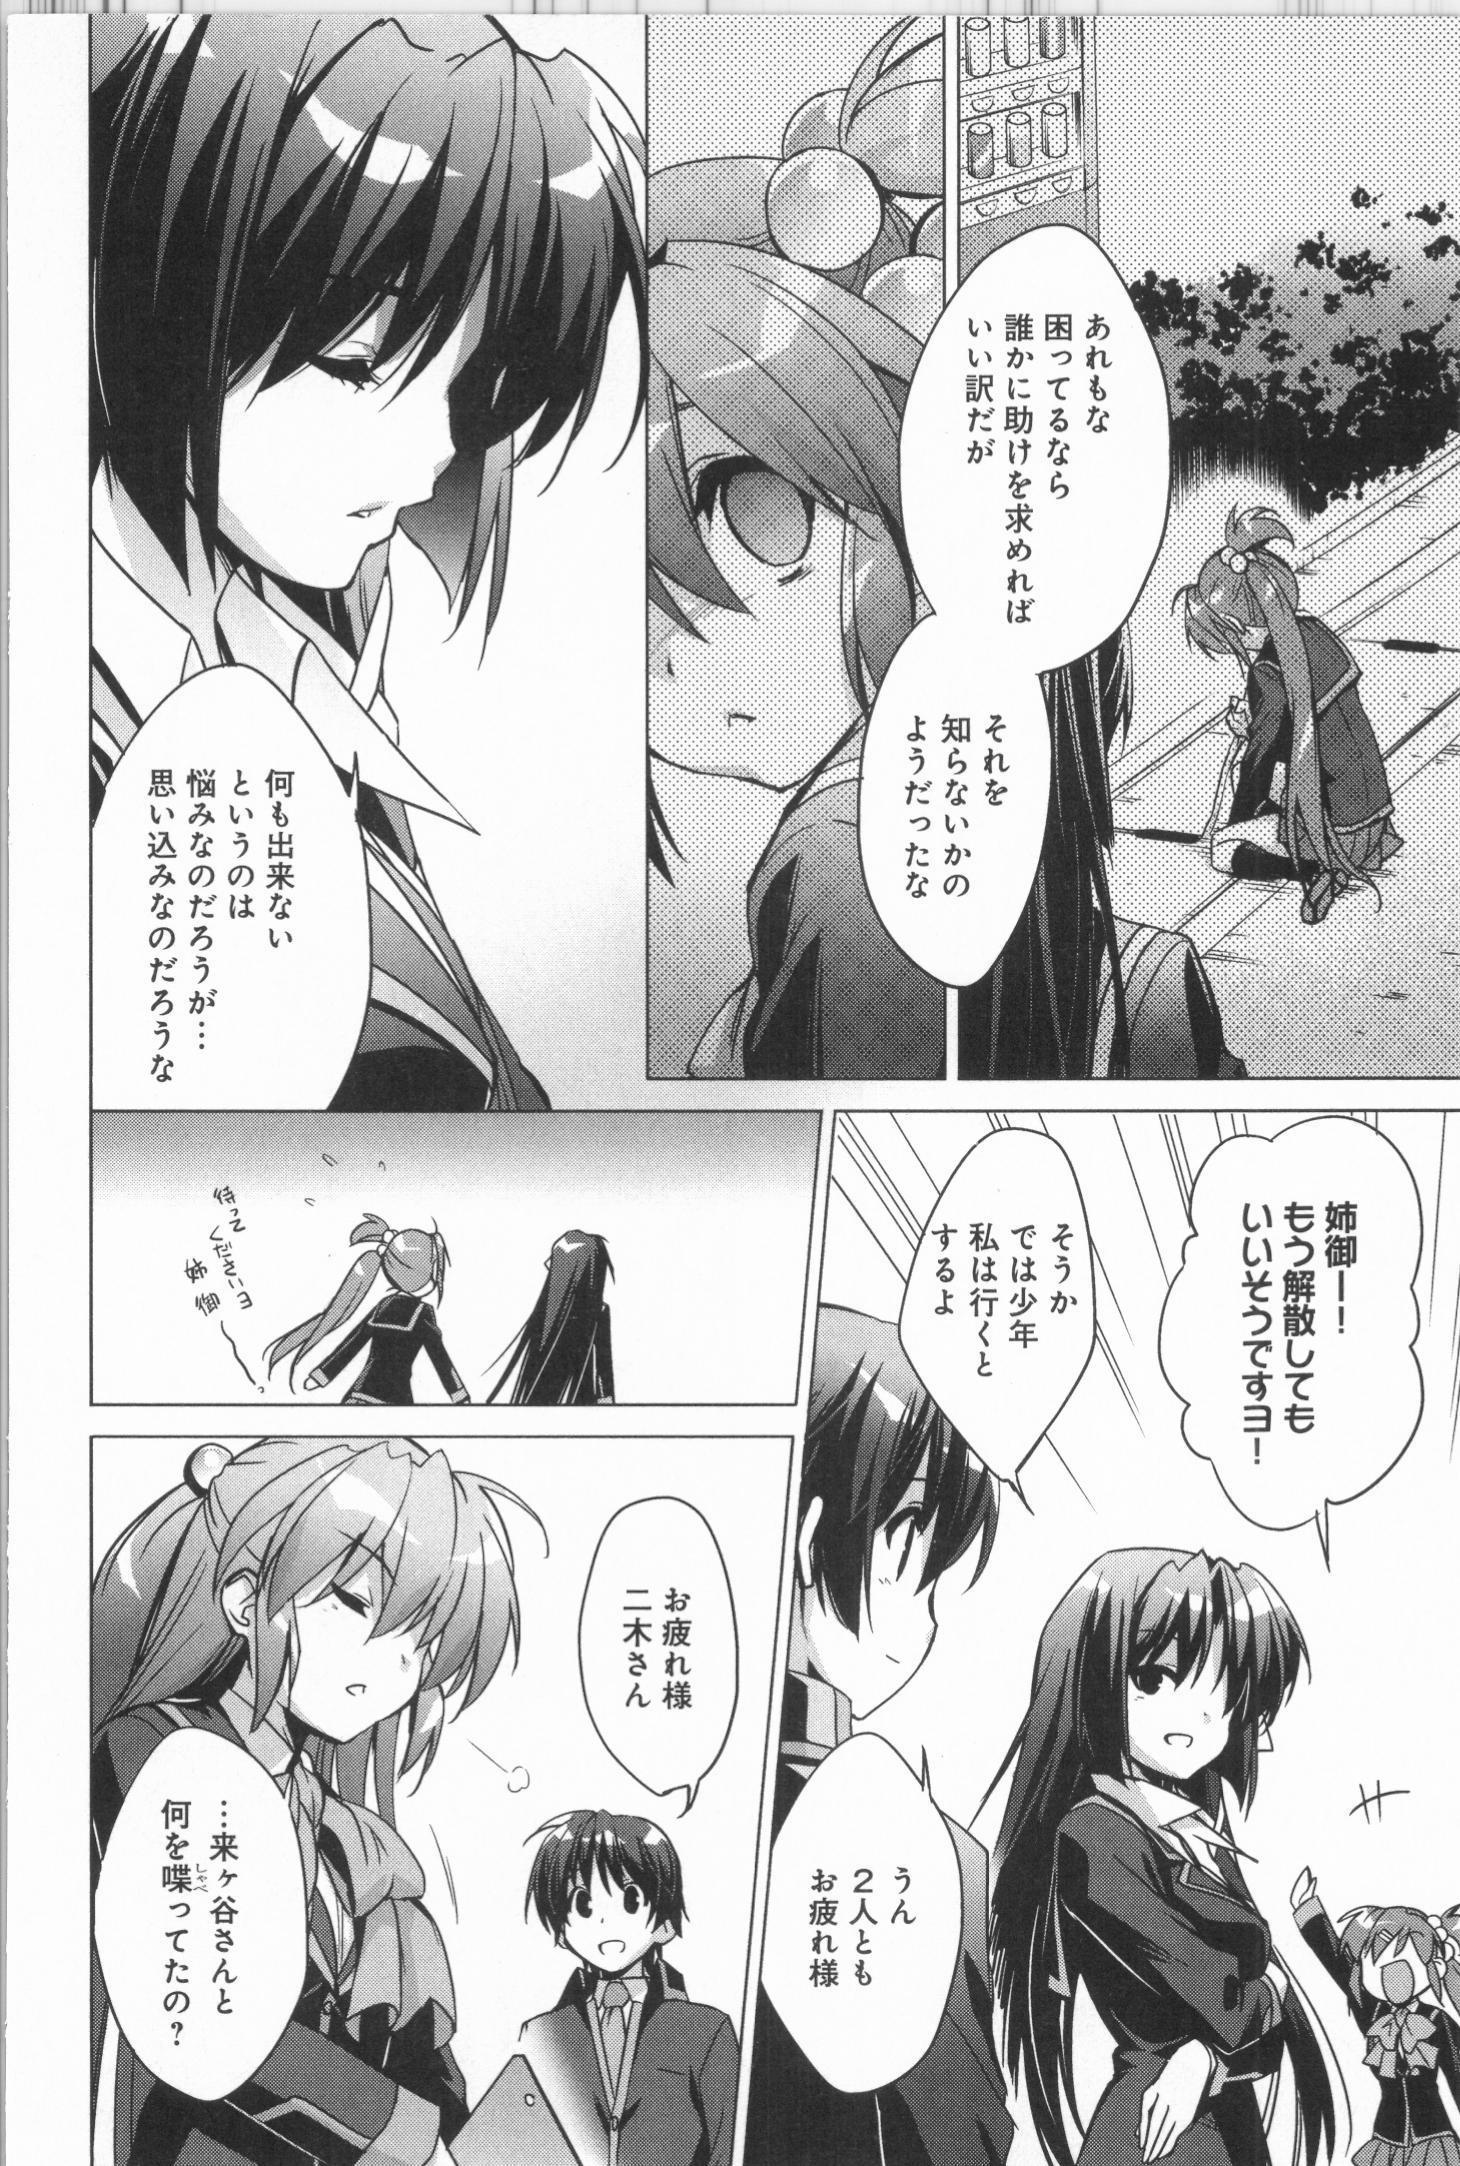 あれもな
困ってるなら
誰かに助けを求めれば
いい訳だが
それを
知らないかの
ようだったな
何も出来ない
というのは
悩みなのだろうが…
思い込みなのだろうな
姉御ー！
もう解散しても
いいそうですヨ！
そうか
では少年
私は行くと
するよ
うん
2人とも
お疲れ様
待って
くださいヨ
姉御
お疲れ様
二木さん
…来ヶ谷さんと
何を喋ってたの？
しゃべ